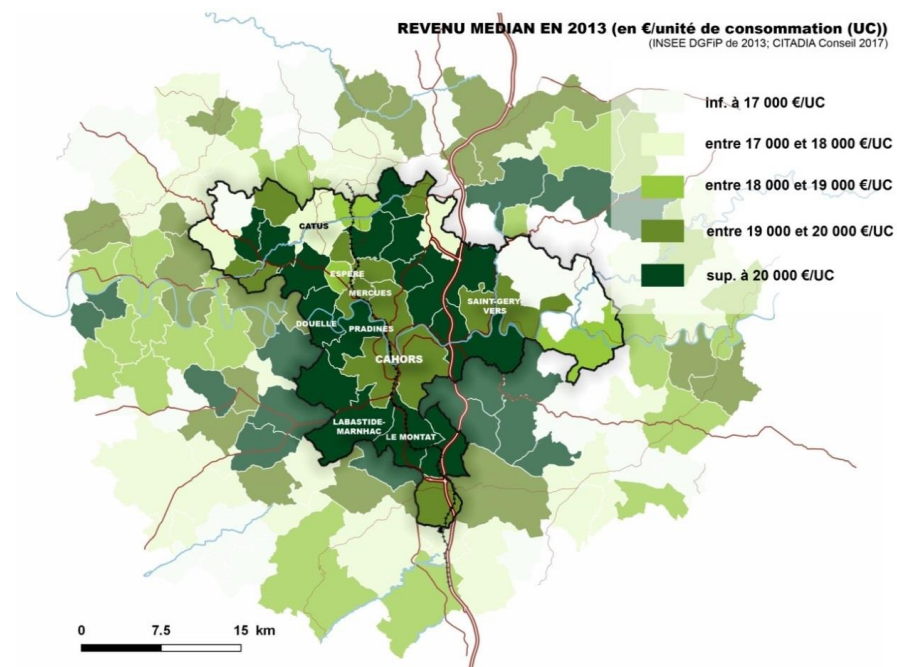 REVENU MEDIAN EN 2013 (en €/unité de consommation (UC))
(INSEE DGFiP de 2013; CITADIA Conseil 2017)
inf. à 17 000 €/UC
entre 17 000 et 18 000 €/UC
entre 18 000 et 19 000 €/UC
entre 19 000 et 20 000 €/UC
sup. à 20 000 €/UC
CATUS
ESPERE
MERCUES
SAINT-GERY
VERS
DOUELLE
PRADINES
CAHORS
LABASTIDE-
MARNHAC
LE MONTAT
0 7.5 15 km